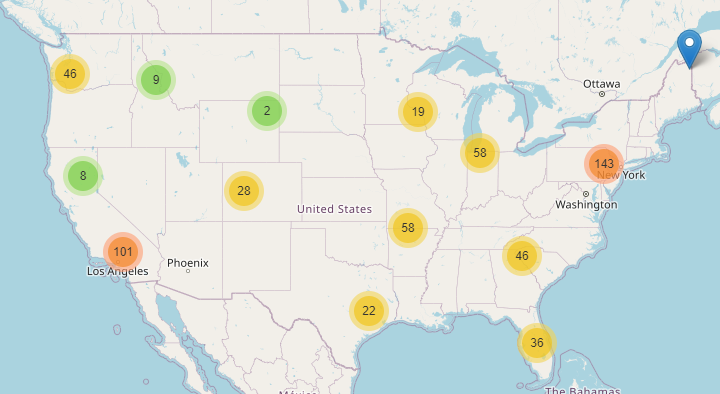 46
9
2
19
Ottawa
58
143
New York
8
28
Washington
United States
58
101
46
Los Angeles
Phoenix
22
36
The Bahamas